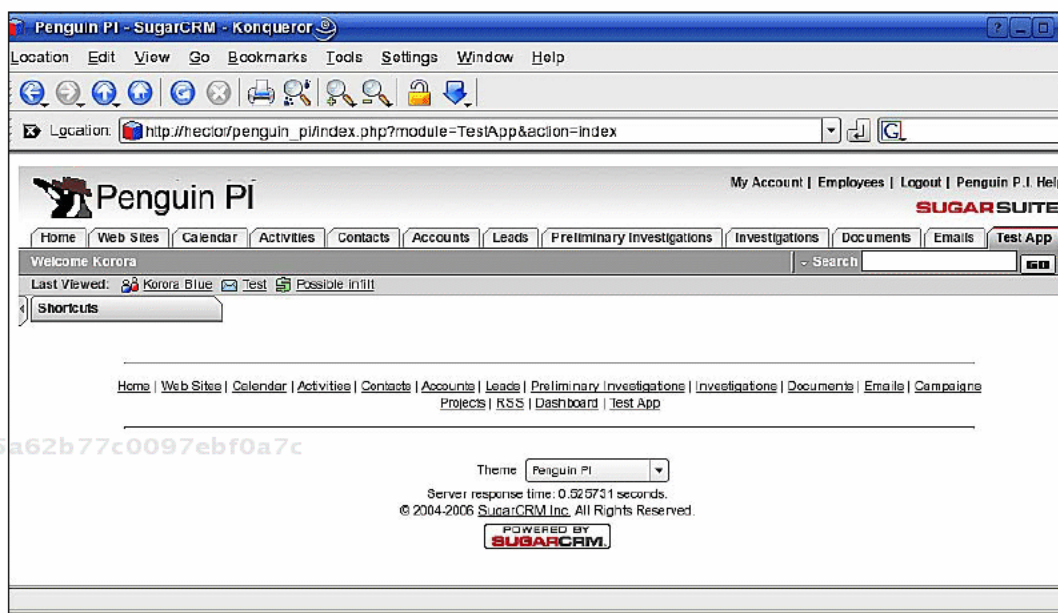 Penguin PI - SugarCRM - Konqueror
Location Edit View Go Bookmarks Tools Settings Window Help
Location: http://hector/penguin_pi/index.php?module=TestApp&action=index
Penguin PI
My Account | Employees | Logout | Penguin P.I. Help
SUGARSUITE
Home Web Sites Calendar Activities Contacts Accounts Leads Preliminary Investigations Investigations Documents Emails Test App
Welcome Korora
Search GO
Last Viewed: Korora Blue Test Possible infilt
Shortcuts
Home | Web Sites | Calendar | Activities | Contacts | Accounts | Leads | Preliminary Investigations | Investigations | Documents | Emails | Campaigns
Projects | RSS | Dashboard | Test App
5a62b77c0097ebf0a7c
Theme Penguin PI
Server response time: 0.525731 seconds.
© 2004-2006 SugarCRM Inc. All Rights Reserved.
POWERED BY
SUGARCRM.